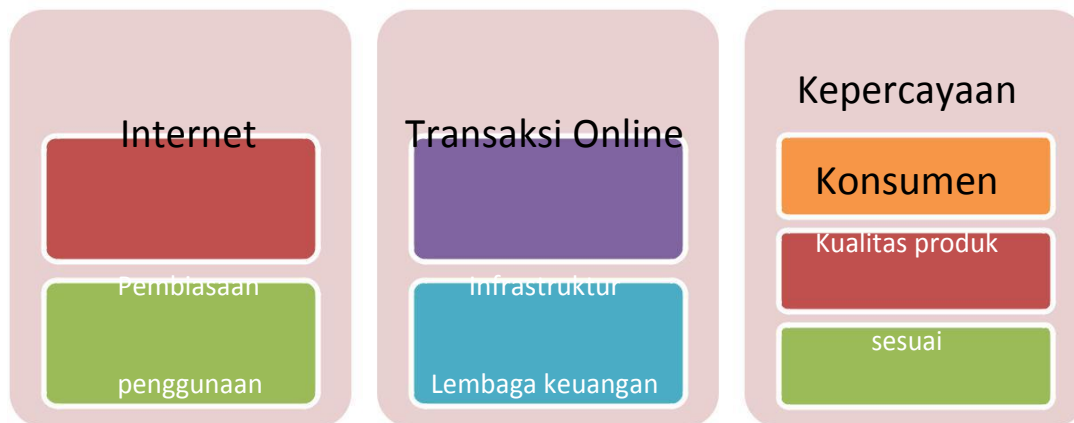 Internet
Pembiasaan
penggunaan
Transaksi Online
Infrastruktur
Lembaga keuangan
Kepercayaan
Konsumen
Kualitas produk
sesuai